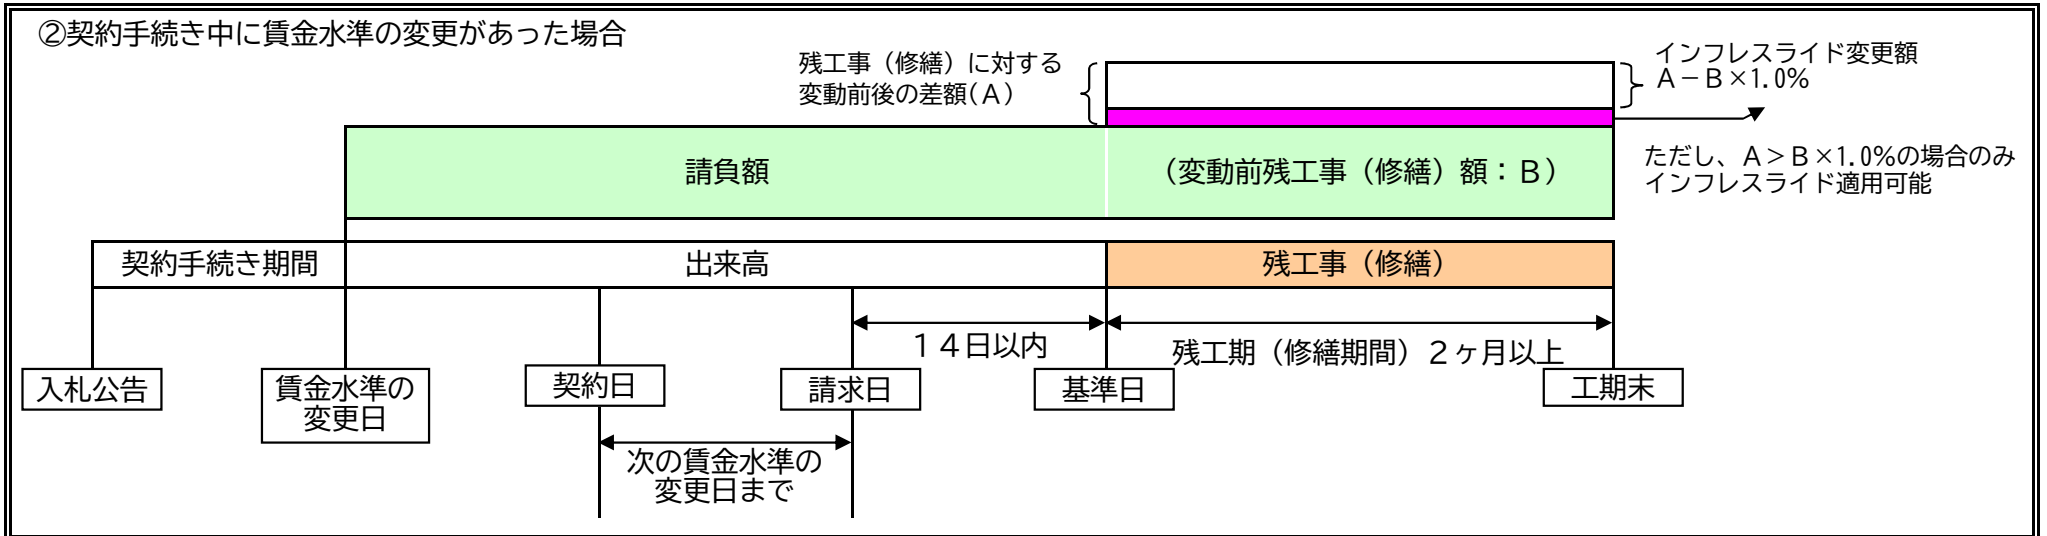 ②契約手続き中に賃金水準の変更があった場合
残工事（修繕）に対する
変動前後の差額(Ａ)
インフレスライド変更額
Ａ－Ｂ×1.0%
請負額
（変動前残工事（修繕）額：Ｂ）
ただし、Ａ＞Ｂ×1.0%の場合のみ
インフレスライド適用可能
契約手続き期間
出来高
残工事（修繕）
１４日以内
残工期（修繕期間）２ヶ月以上
入札公告
賃金水準の
変更日
契約日
請求日
基準日
工期末
次の賃金水準の
変更日まで